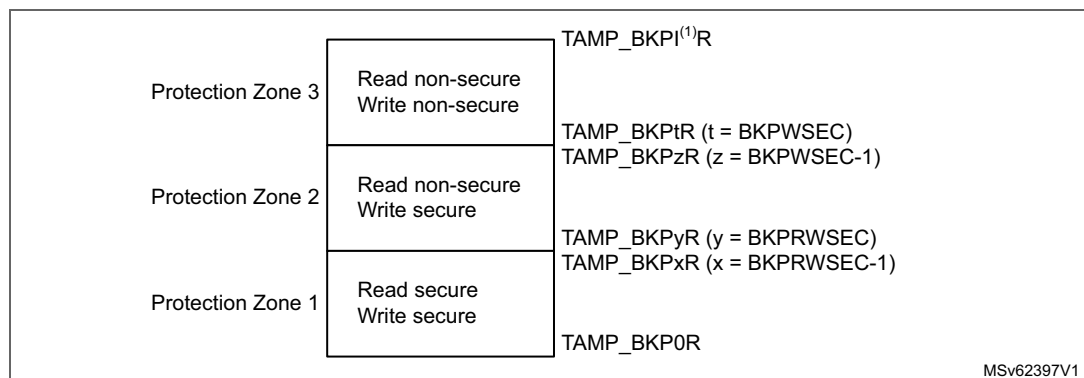 TAMP_BKPI(1)R
Protection Zone 3
Read non-secure
Write non-secure
TAMP_BKPtR (t = BKPWSEC)
TAMP_BKPzR (z = BKPWSEC-1)
Protection Zone 2
Read non-secure
Write secure
TAMP_BKPyR (y = BKPRWSEC)
TAMP_BKPxR (x = BKPRWSEC-1)
Protection Zone 1
Read secure
Write secure
TAMP_BKP0R
MSv62397V1